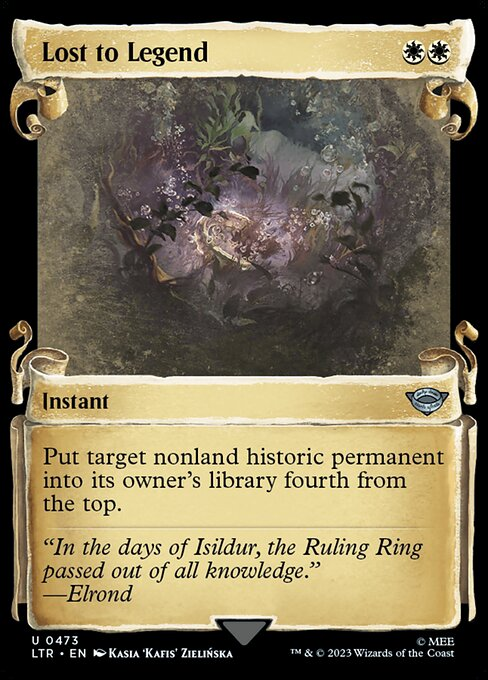 Lost to Legend
Instant
Put target nonland historic permanent
into its owner's library fourth from
the top.
“In the days of Isildur, the Ruling Ring
passed out of all knowledge.”
—Elrond
U 0473
LTR • EN Kasia ‘Kafis’ Zielińska
© MEE
™ & © 2023 Wizards of the Coast